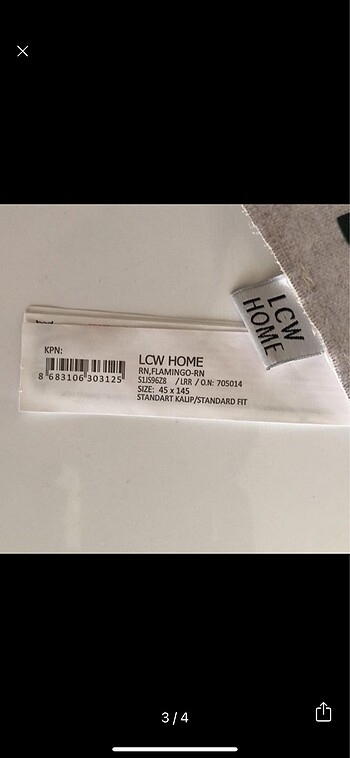 KPN:
8 683106 303125
LCW HOME
RN,FLAMINGO-RN
S1JS96Z8 /LRR / O.N: 705014
SIZE: 45 x 145
STANDART KALIP/STANDARD FIT
LCW
HOME
3/4